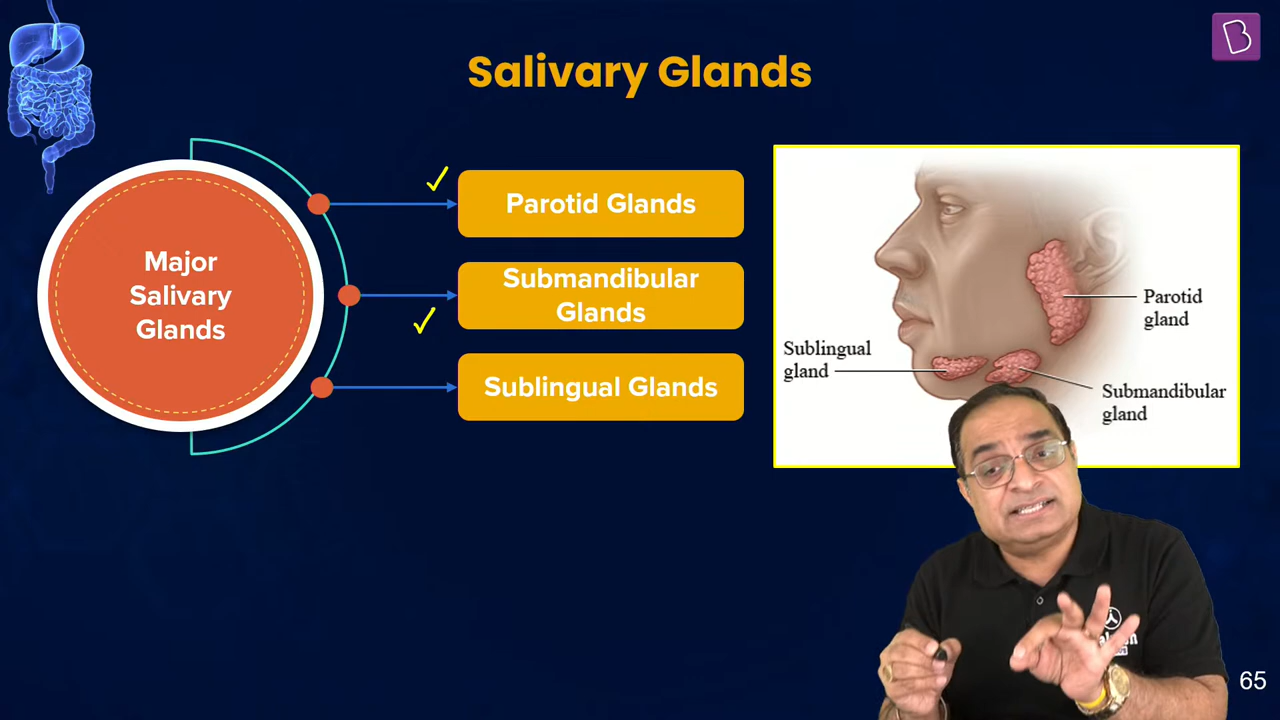 Salivary Glands
Major
Salivary
Glands
Parotid Glands
Submandibular
Glands
Sublingual Glands
Parotid
gland
Sublingual
gland
Submandibular
gland
65